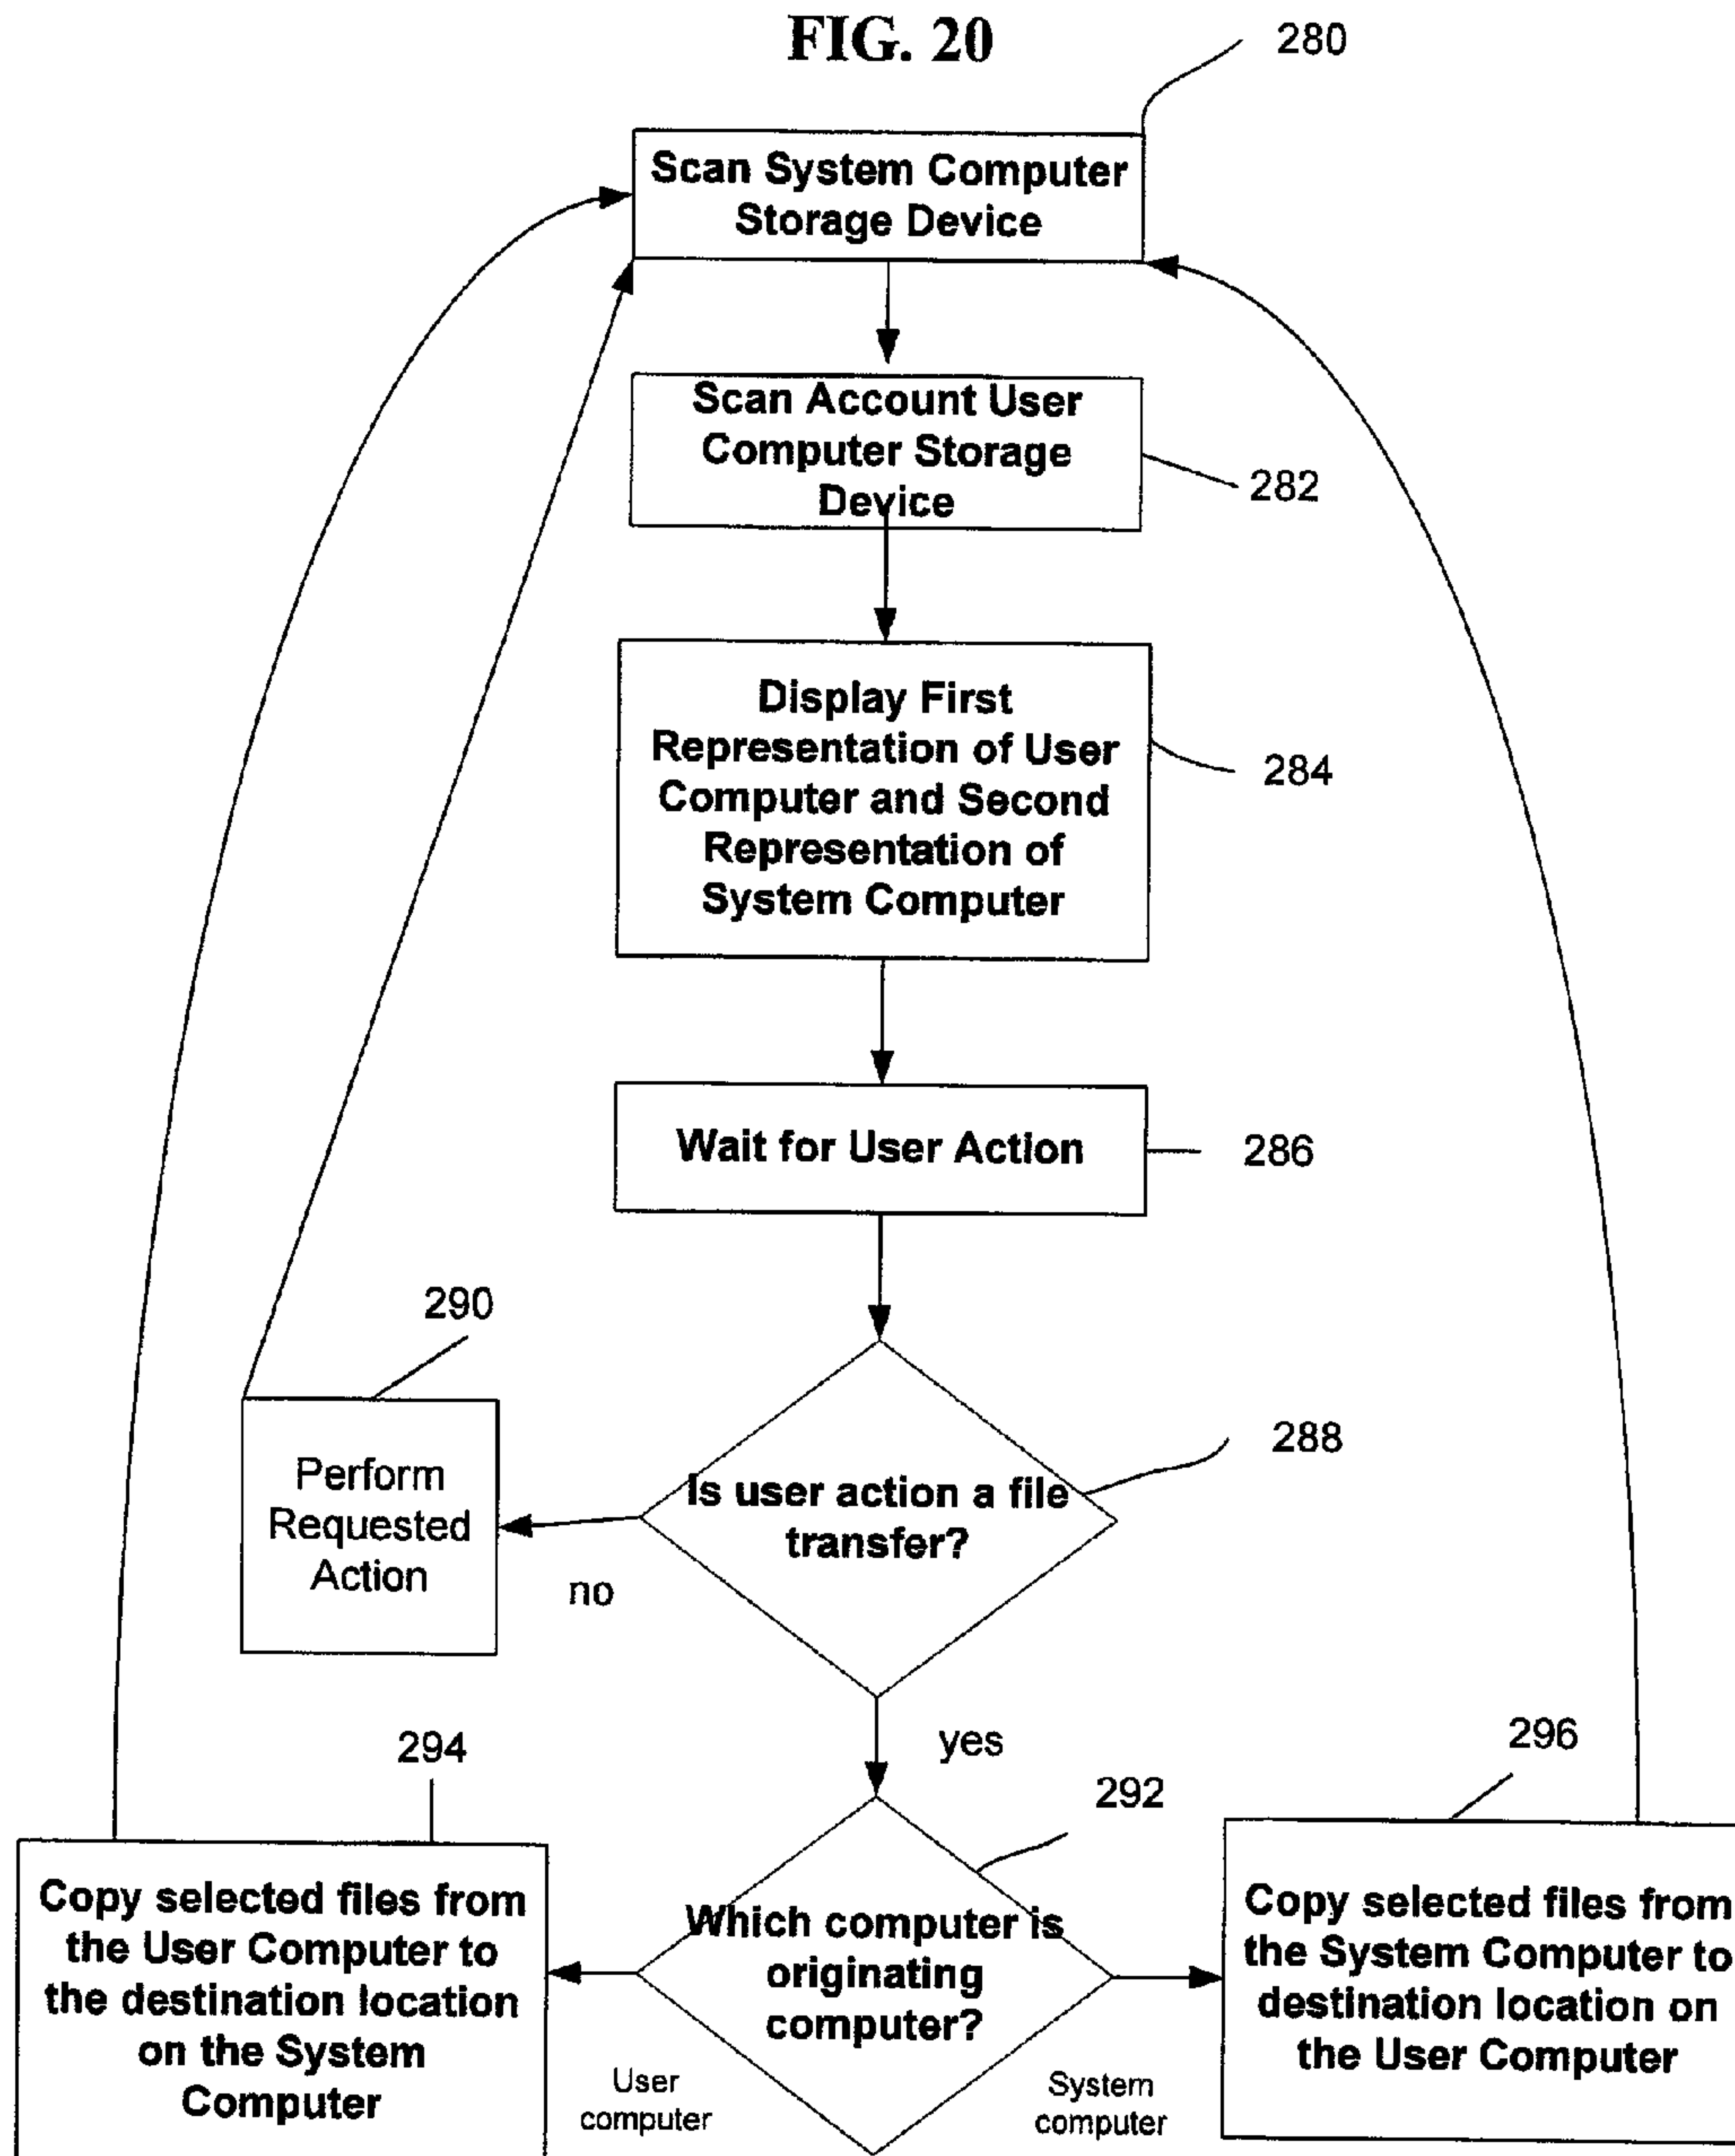 FIG. 20
280
Scan System Computer
Storage Device
Scan Account User
Computer Storage
Device
282
Display First
Representation of User
Computer and Second
Representation of
System Computer
284
Wait for User Action
286
290
Perform
Requested
Action
no
Is user action a file
transfer?
288
yes
294
292
296
Copy selected files from
the User Computer to
the destination location
on the System
Computer
Which computer is
originating
computer?
User
computer
System
computer
Copy selected files from
the System Computer to
destination location on
the User Computer